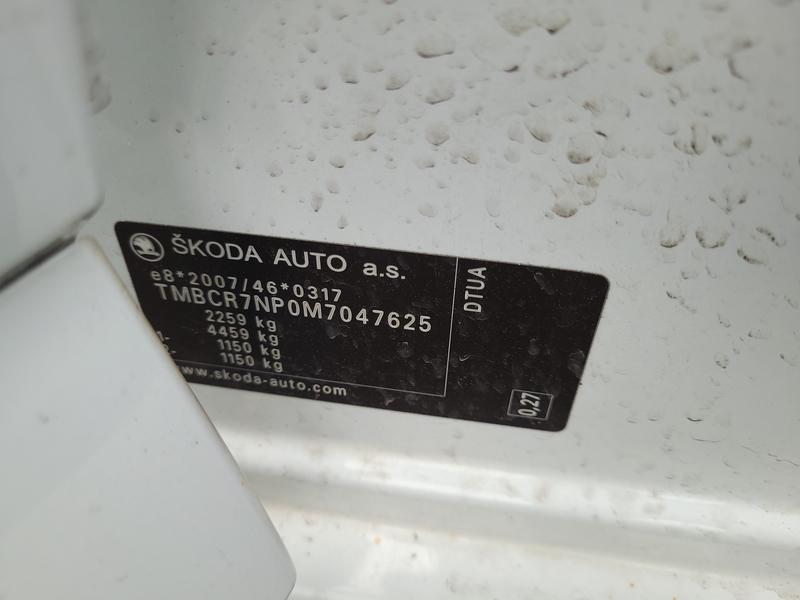 ŠKODA AUTO a.s.
e8*2007/46*0317
TMBCR7NP0M7047625
2259 kg
4459 kg
1- 1150 kg
1150 kg
www.skoda-auto.com
DTUA
0,27